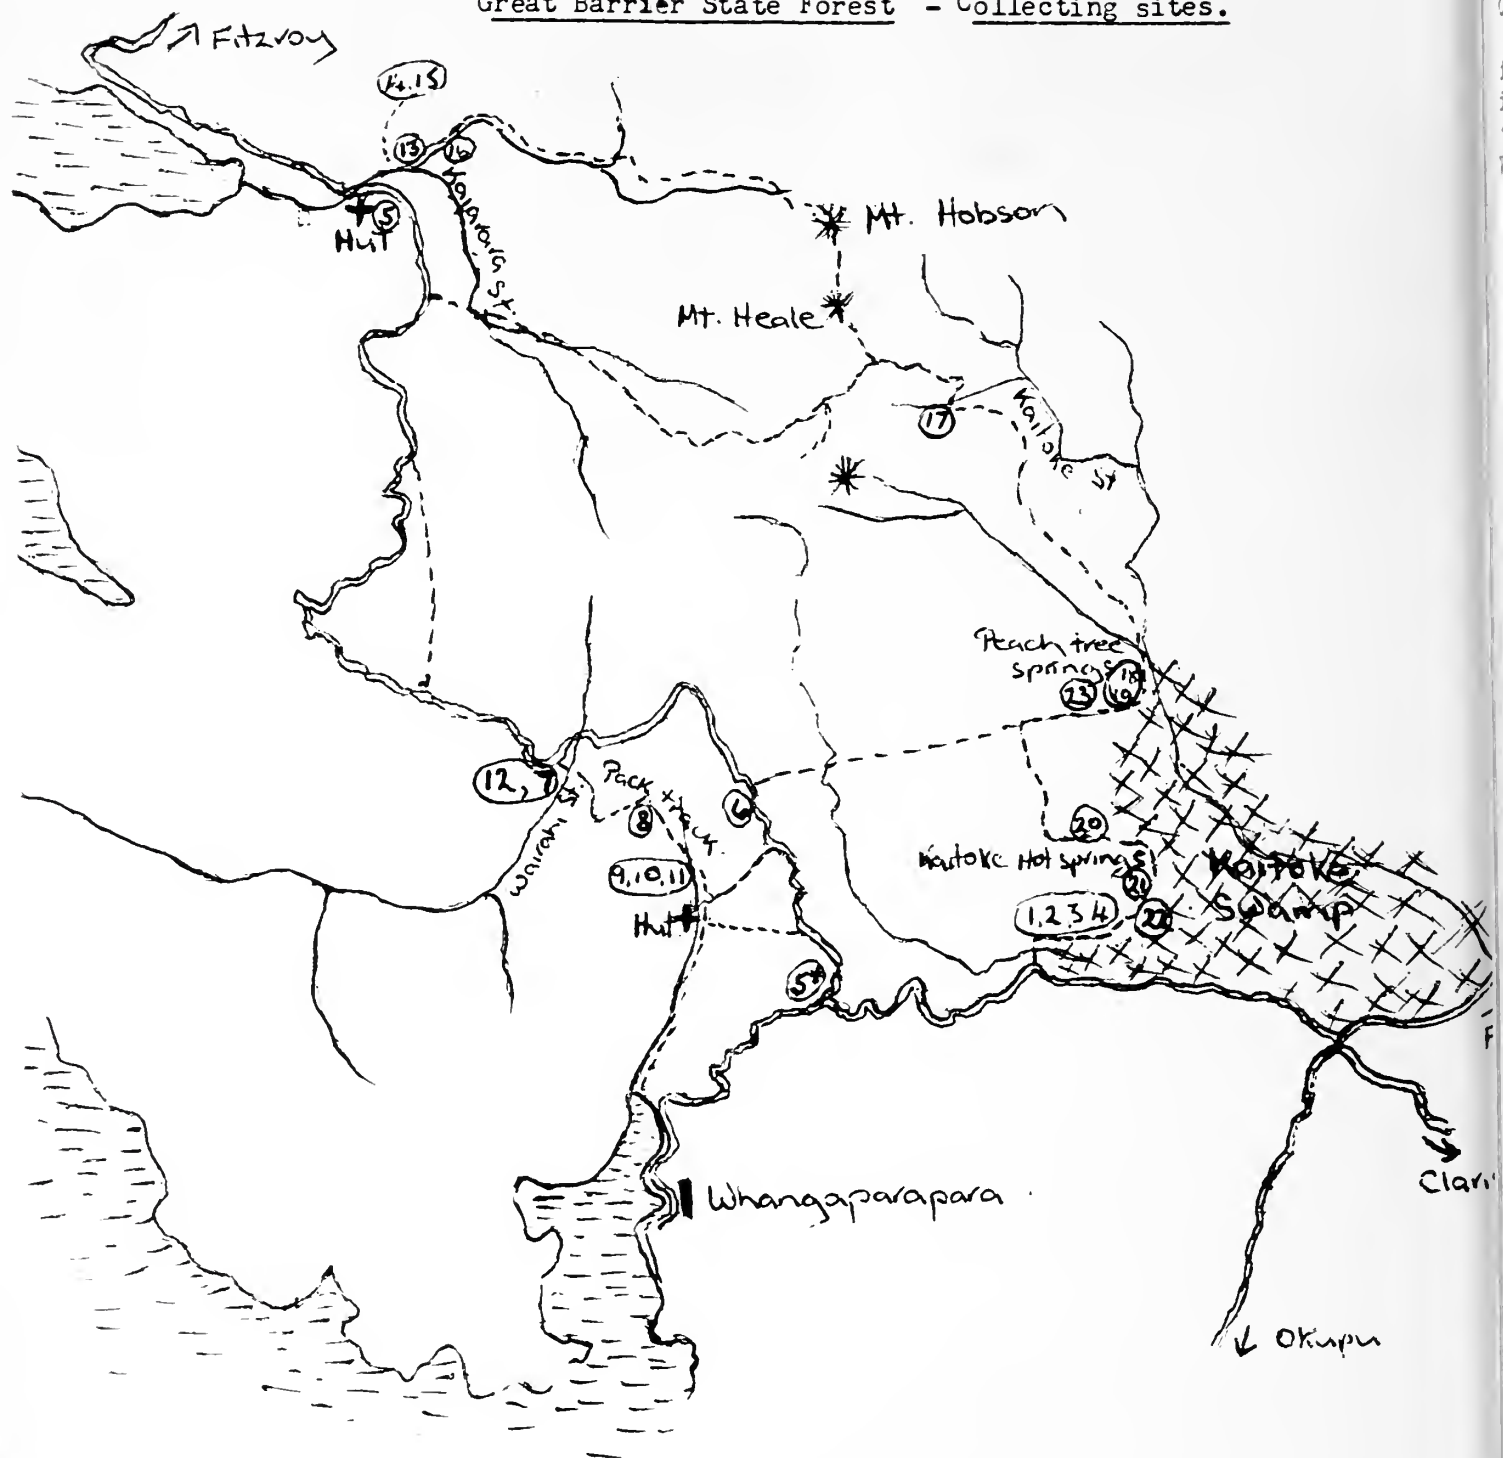 Great Barrier State Forest - Collecting sites.
↗ Fitzroy
14.15
13
16
Kaiaraara St.
5
Hut
Mt. Hobson
Mt. Heale
17
Kaitoke St
Peach tree
springs
18
23
19
12, 7
Pack track
8
6
Wairahi St.
9,10,11
Hut
20
Kaitoke Hot springs
21
Kaitoke
Swamp
1,2 3 4
22
5*
Whangaparapara
Clari
↓ Okupu